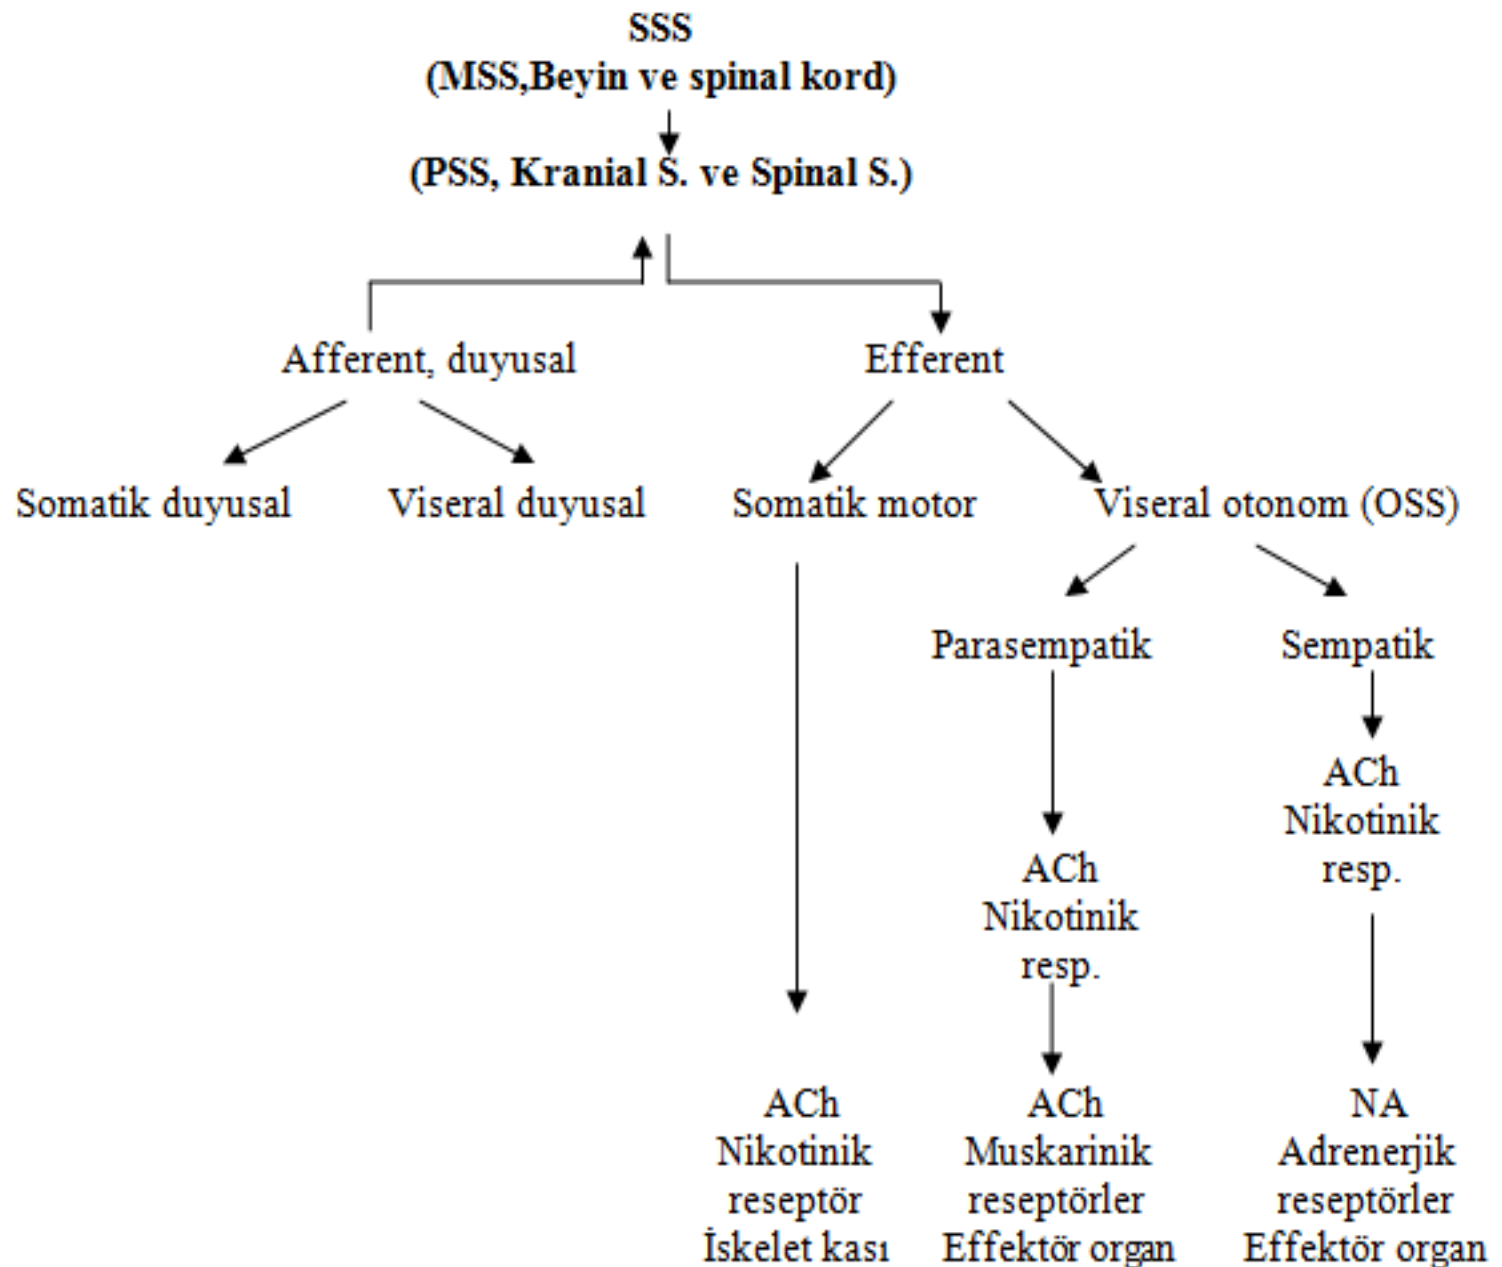 SSS
(MSS,Beyin ve spinal kord)
(PSS, Kranial S. ve Spinal S.)
Afferent, duyusal
Efferent
Somatik duyusal
Viseral duyusal
Somatik motor
Viseral otonom (OSS)
Parasempatik
Sempatik
ACh
Nikotinik
resp.
ACh
Nikotinik
resp.
ACh
Nikotinik
reseptör
İskelet kası
ACh
Muskarinik
reseptörler
Effektör organ
NA
Adrenerjik
reseptörler
Effektör organ